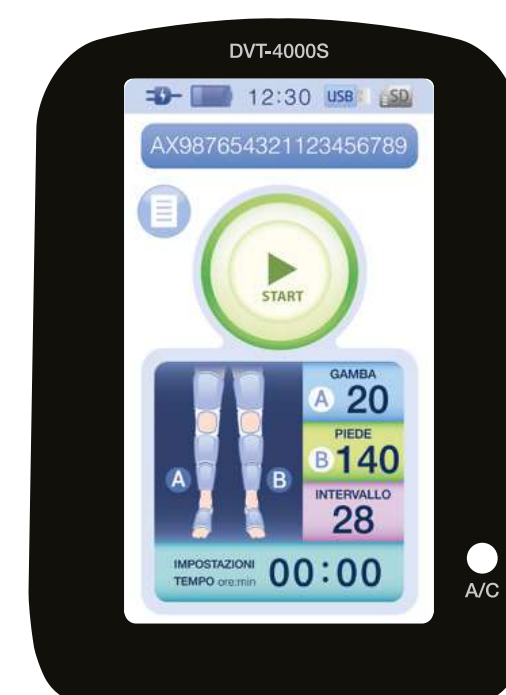 DVT-4000S
12:30 USB SD
AX987654321123456789
START
GAMBA
A 20
PIEDE
B 140
INTERVALLO
28
A B
IMPOSTAZIONI
TEMPO ore:min 00:00
A/C